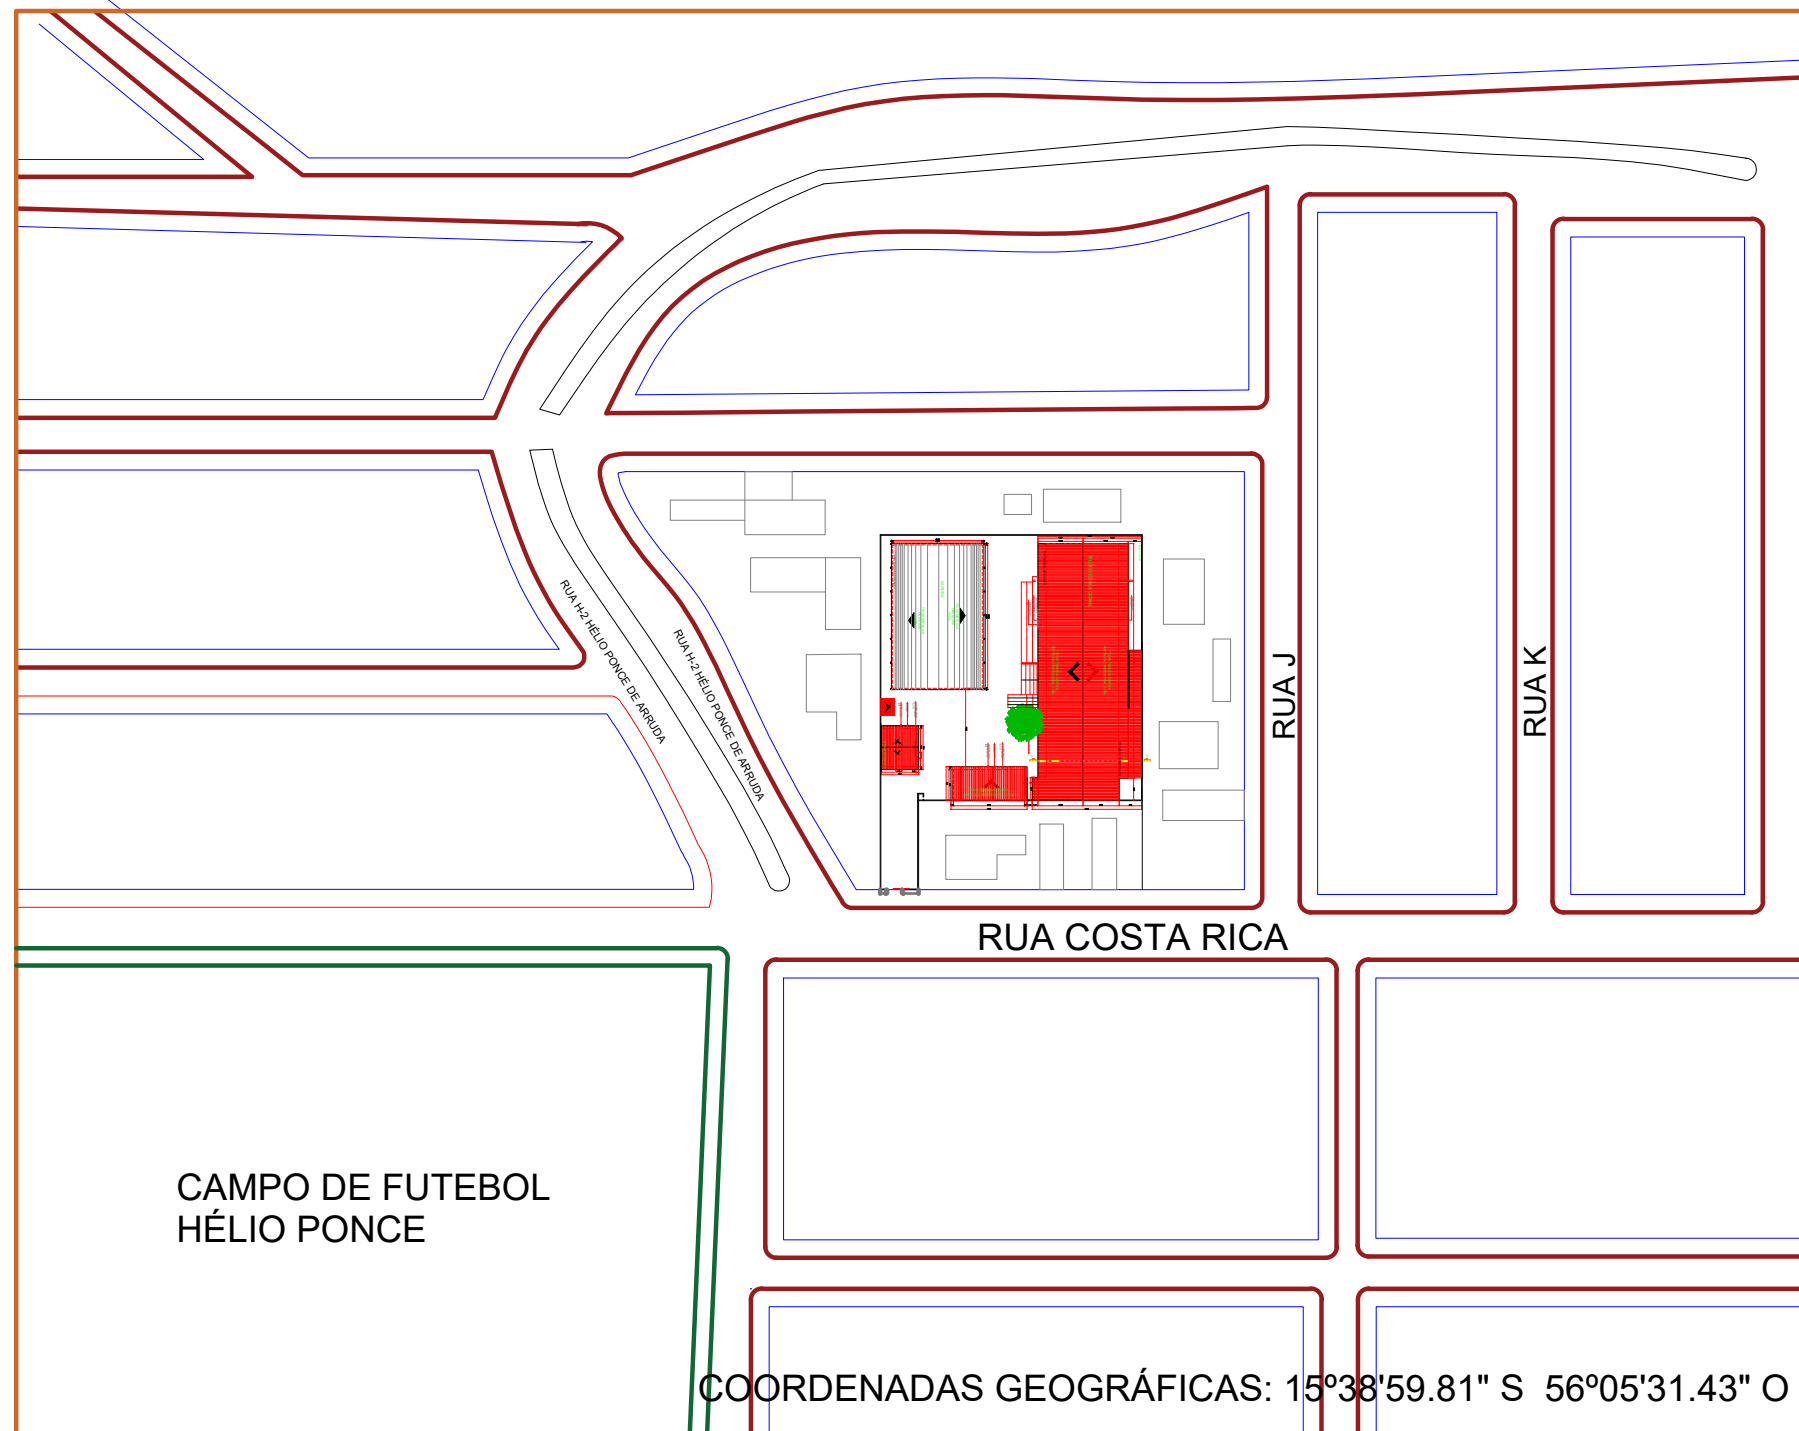 RUA H-2 HÉLIO PONCE DE ARRUDA
RUA H-2 HÉLIO PONCE DE ARRUDA
RUA J
RUA K
RUA COSTA RICA
CAMPO DE FUTEBOL
HÉLIO PONCE
COORDENADAS GEOGRÁFICAS: 15º38'59.81" S 56º05'31.43" O